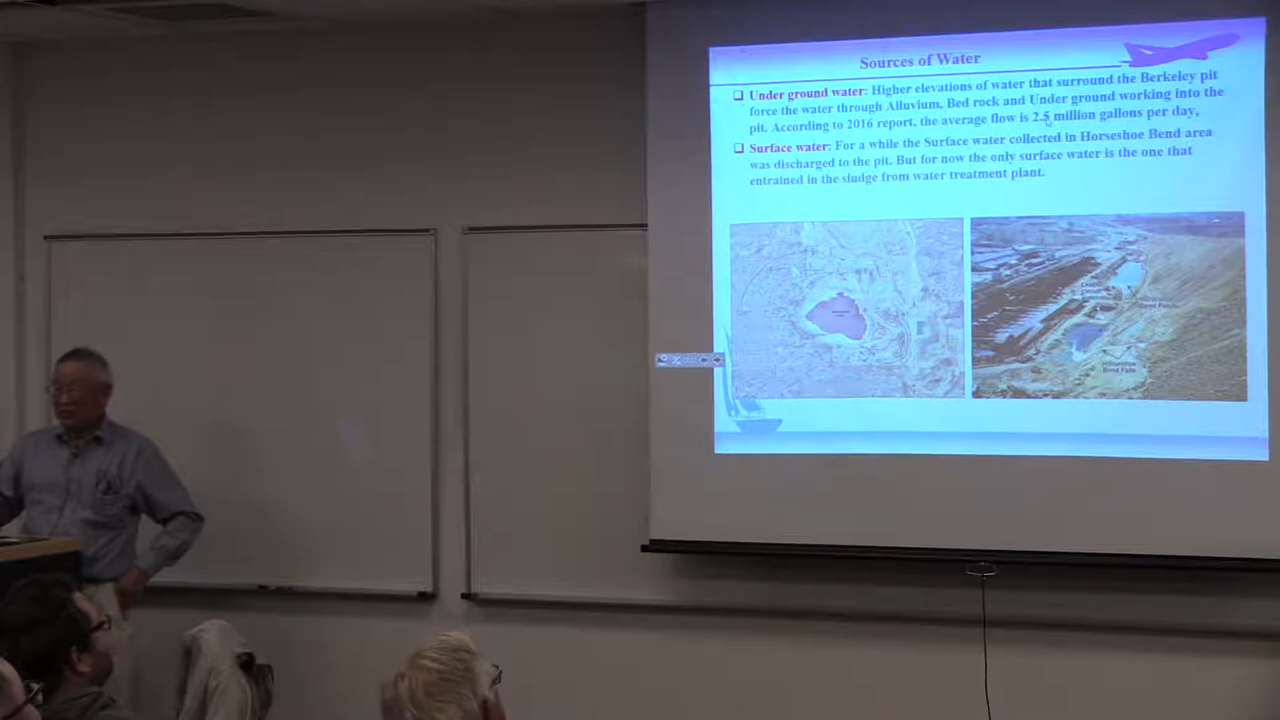 Sources of Water
Under ground water: Higher elevations of water that surround the Berkeley pit
force the water through Alluvium, Bed rock and Under ground working into the
pit. According to 2016 report, the average flow is 2.5 million gallons per day,
Surface water: For a while the Surface water collected in Horseshoe Bend area
was discharged to the pit. But for now the only surface water is the one that
entrained in the sludge from water treatment plant.
Horseshoe
Bend Falls